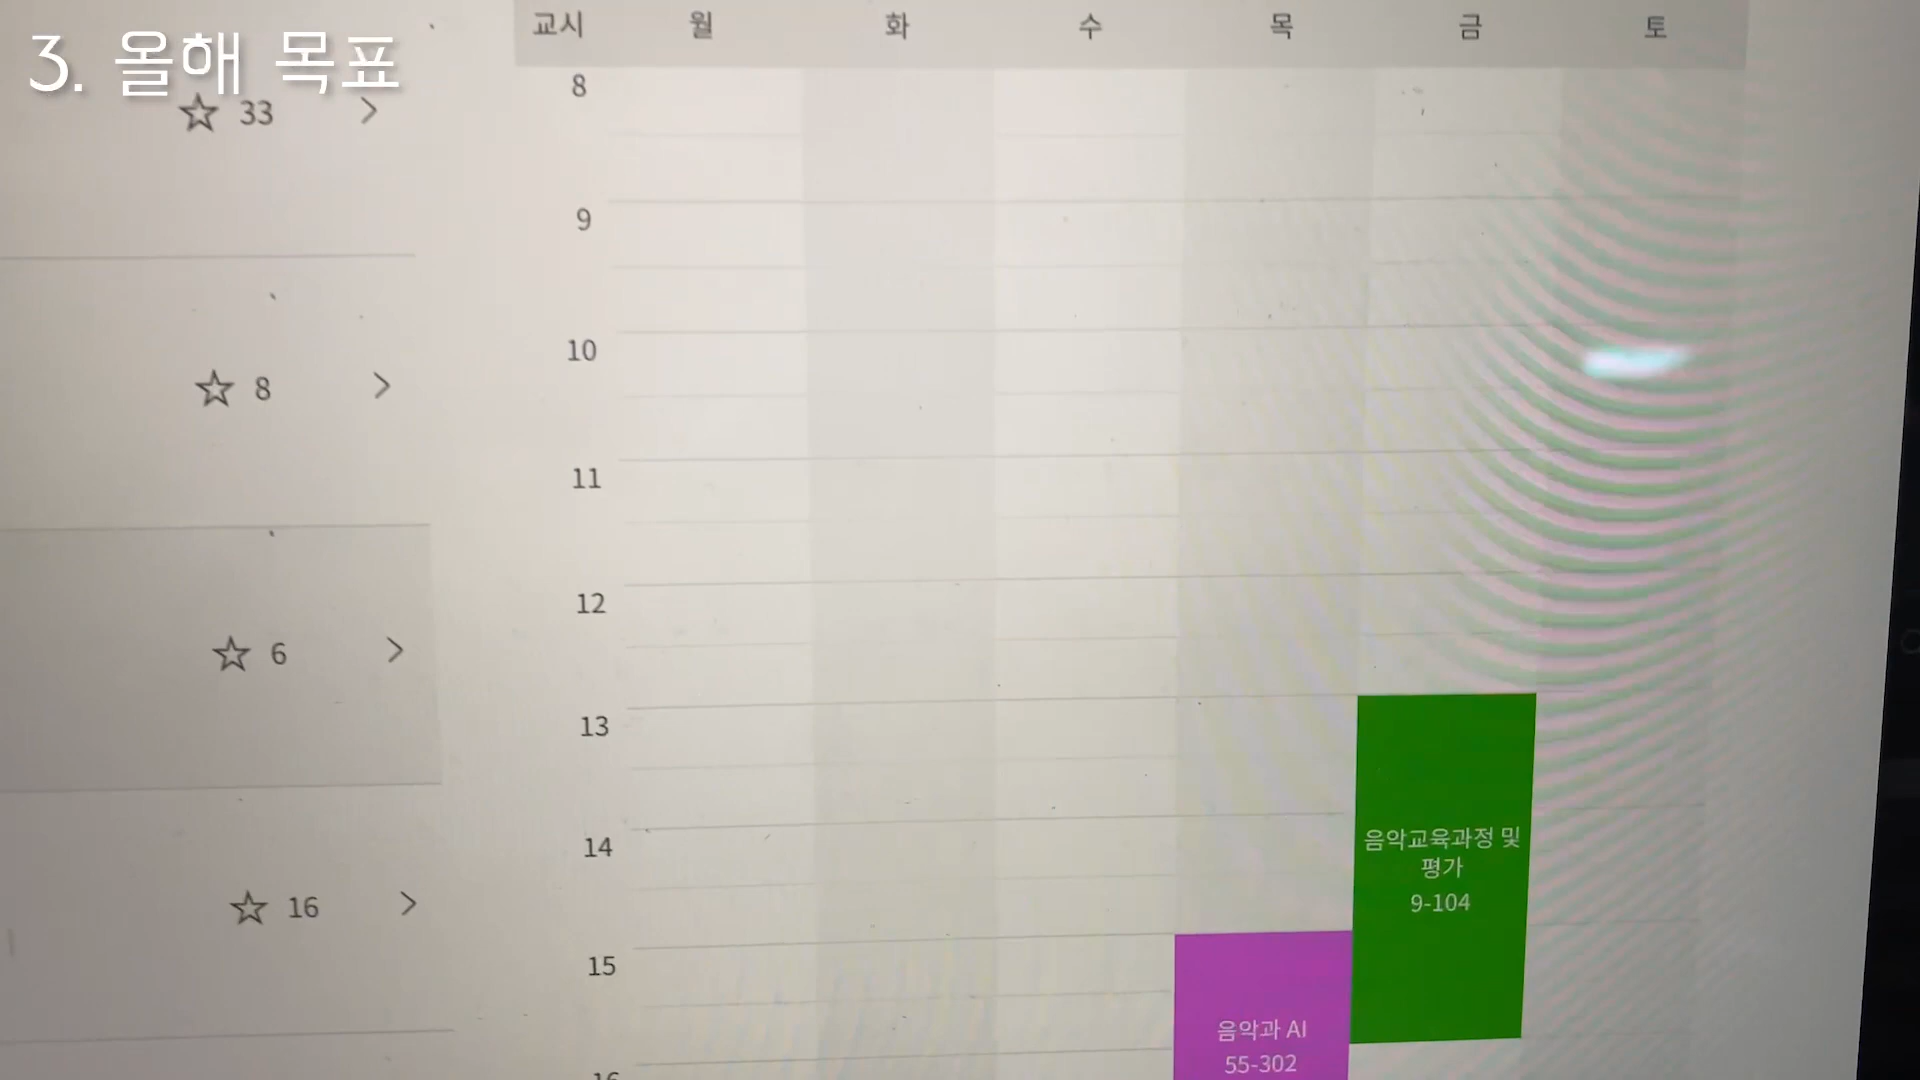 3. 올해 목표
☆ 33 >
☆ 8 >
☆ 6 >
☆ 16 >
교시 월 화 수 목 금 토
8
9
10
11
12
13
14
15
16
음악교육과정 및
평가
9-104
음악과 AI
55-302